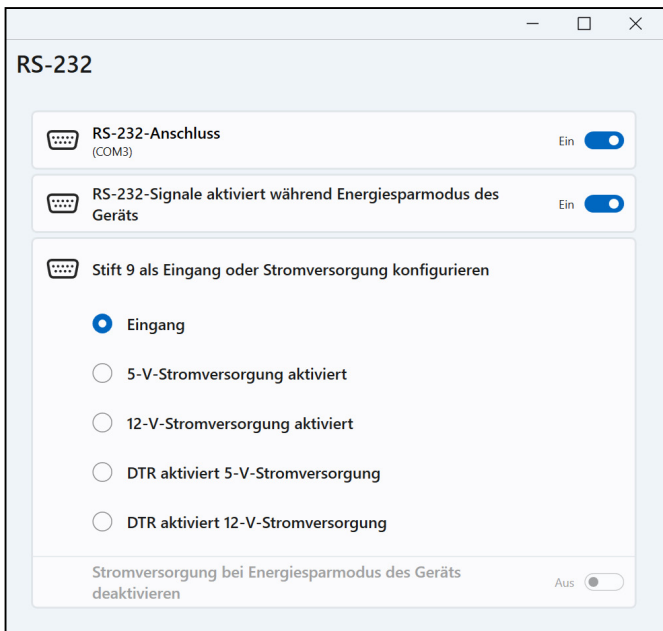 RS-232
RS-232-Anschluss
(COM3)
Ein
RS-232-Signale aktiviert während Energiesparmodus des
Geräts
Ein
Stift 9 als Eingang oder Stromversorgung konfigurieren
Eingang
5-V-Stromversorgung aktiviert
12-V-Stromversorgung aktiviert
DTR aktiviert 5-V-Stromversorgung
DTR aktiviert 12-V-Stromversorgung
Stromversorgung bei Energiesparmodus des Geräts
deaktivieren
Aus